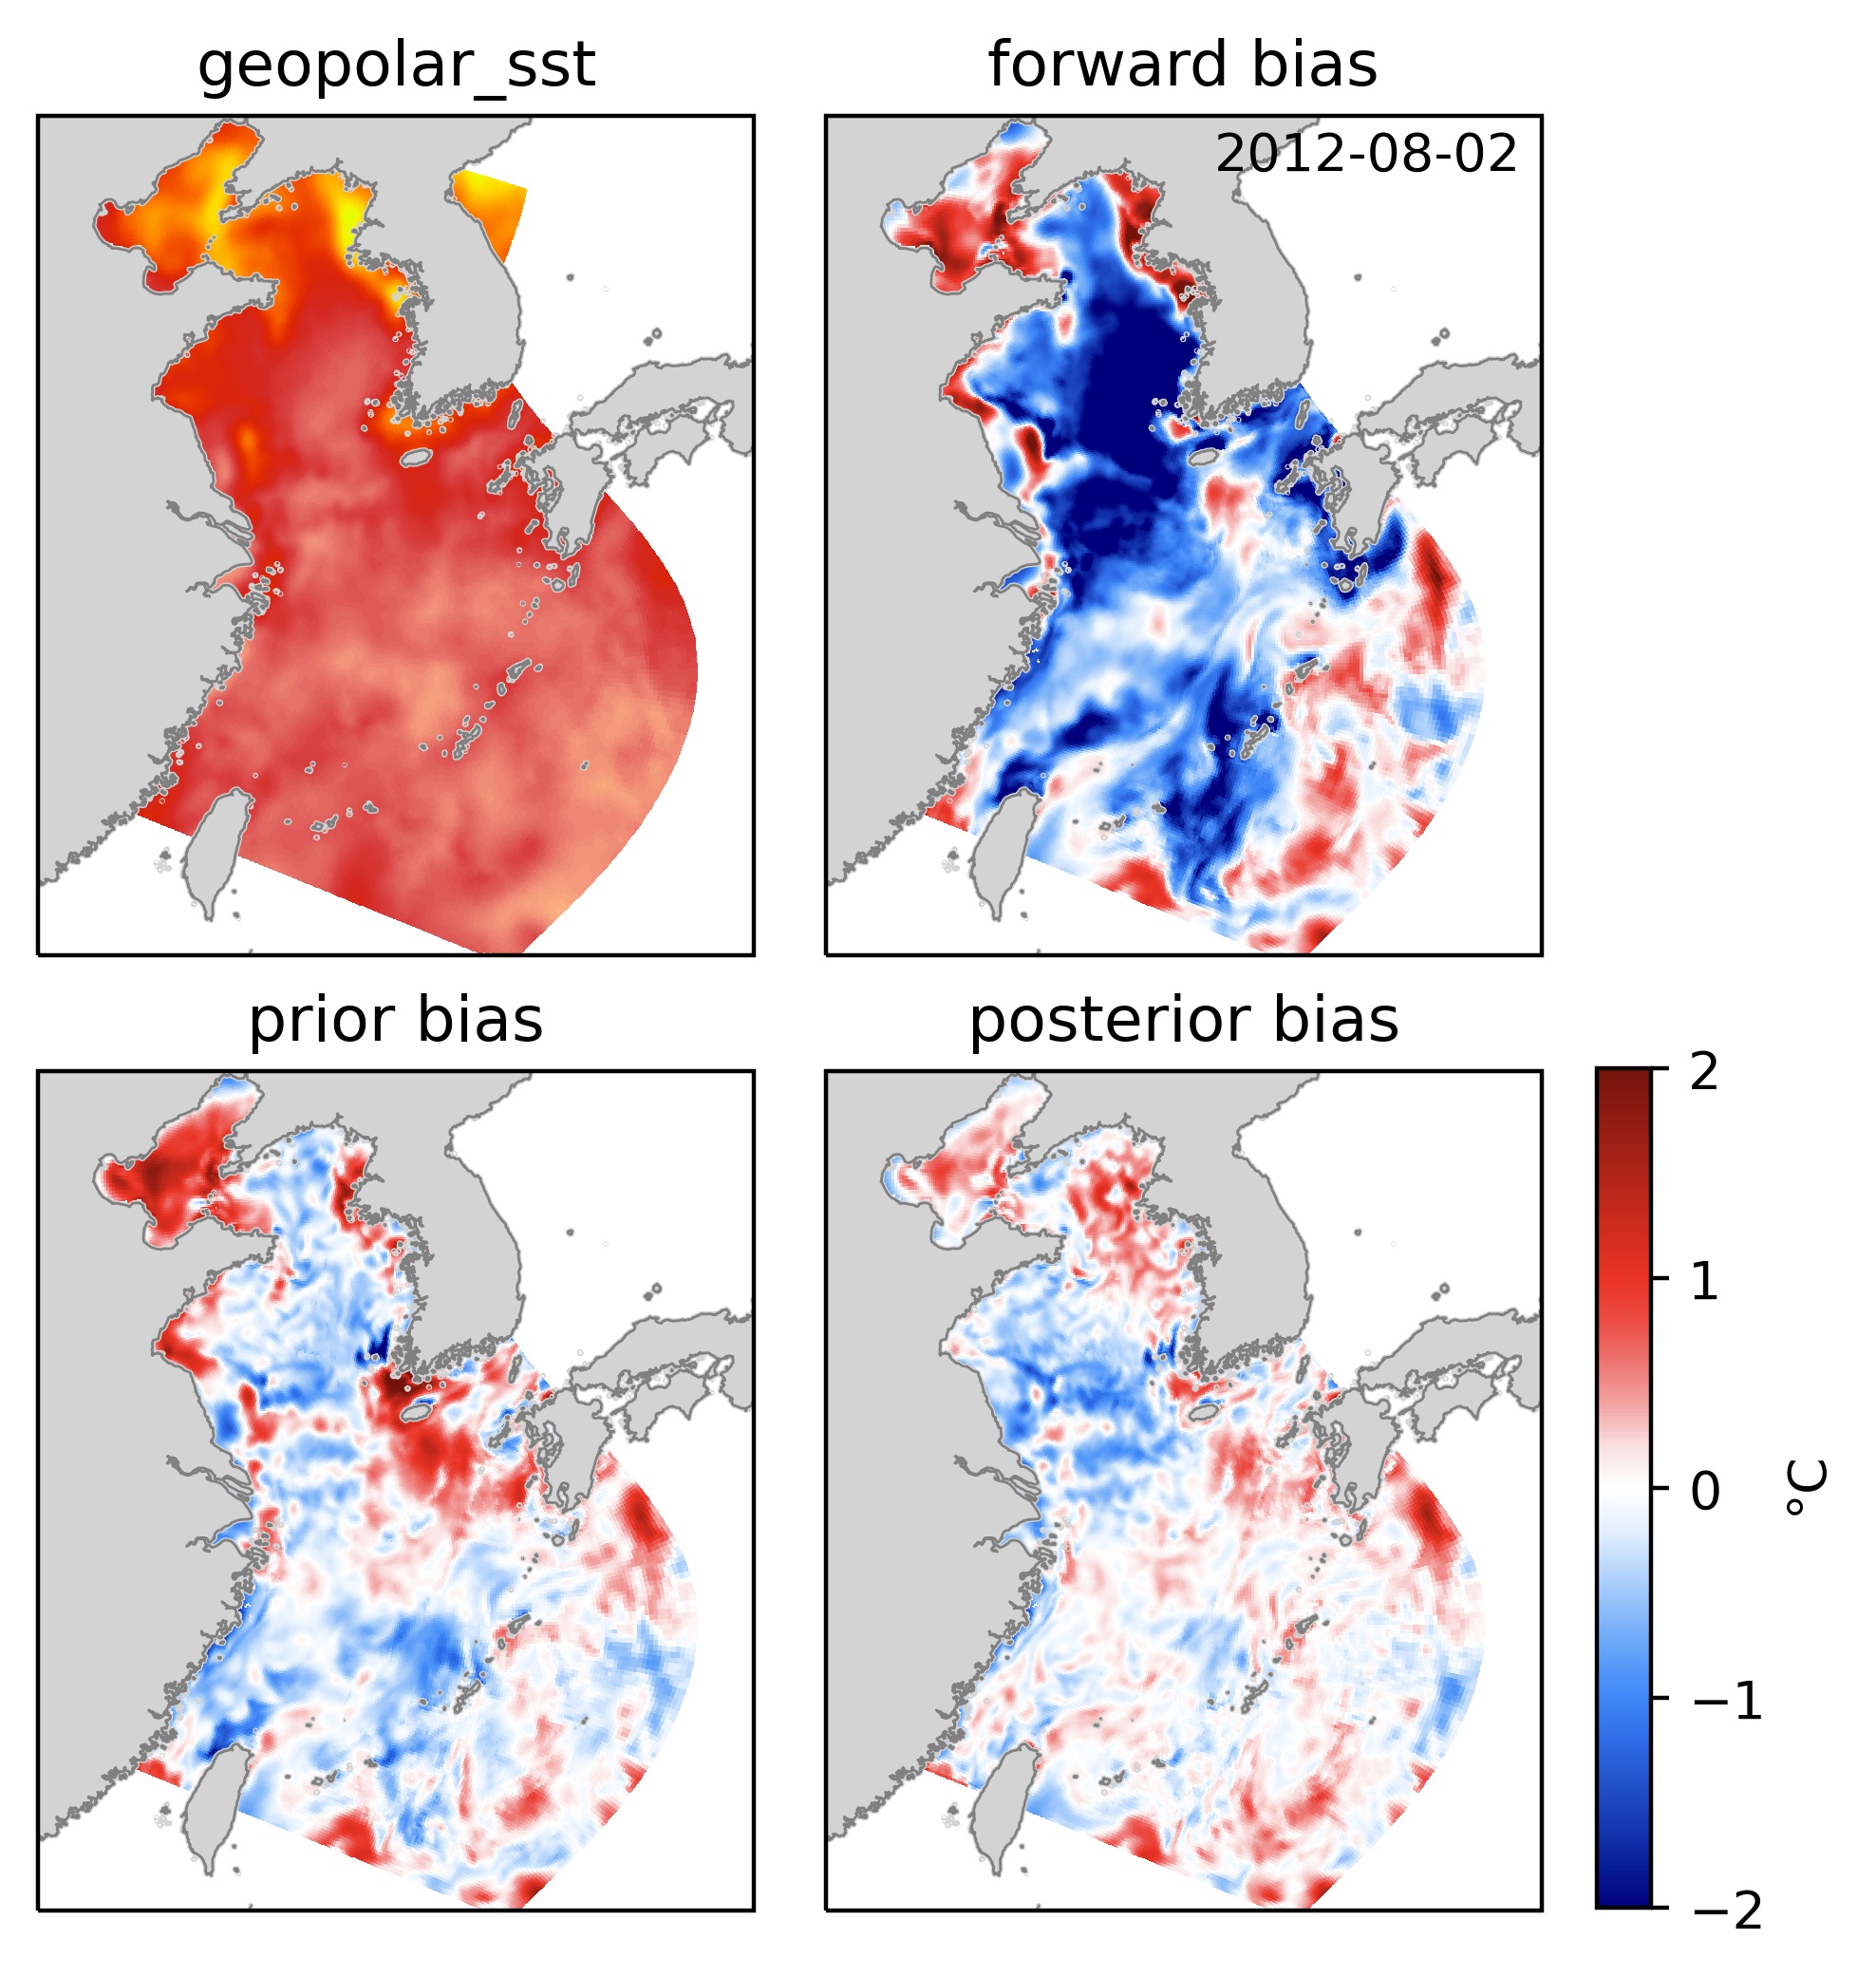 geopolar_sst
forward bias
2012-08-02
prior bias
posterior bias
2
1
0
−1
−2
°C